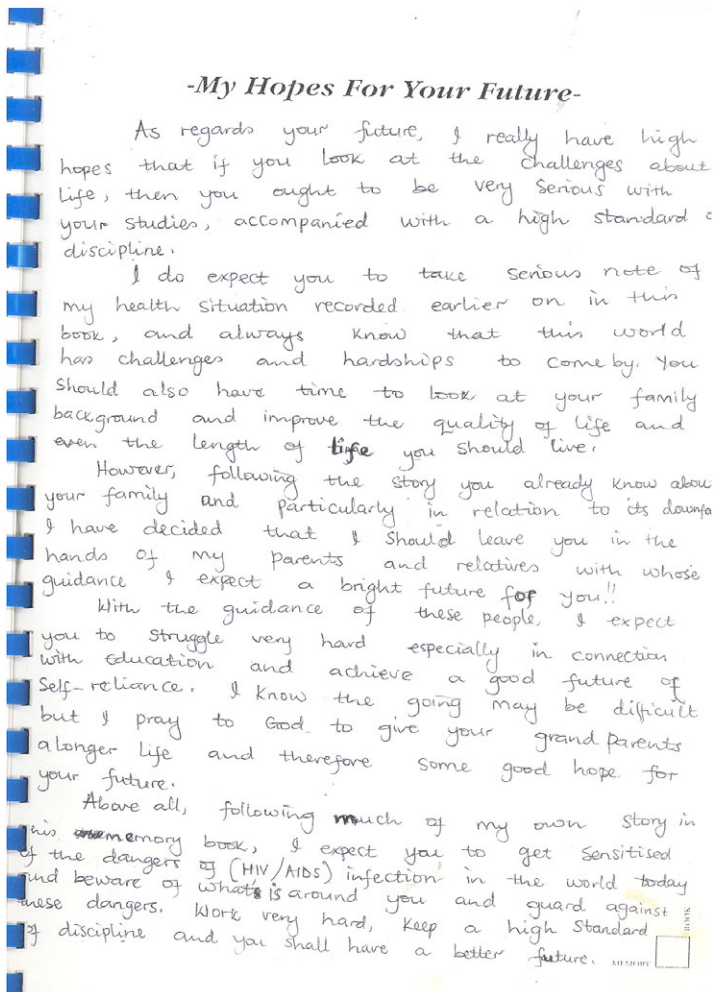 -My Hopes For Your Future-
As regards your future, I really have high
hopes that if you look at the challenges about
life, then you ought to be very serious with
your studies, accompanied with a high standard
discipline.
I do expect you to take serious note of
my health situation recorded earlier on in this
book, and always know that this world
has challenges and hardships to come by. You
should also have time to look at your family
background and improve the quality of life and
even the length of life you should live.
However, following the story you already know abou
your family and particularly in relation to its downfa
I have decided that I should leave you in the
hands of my parents and relatives with whose
guidance I expect a bright future for you!!
With the guidance of these people, I expect
you to struggle very hard especially in connection
with education and achieve a good future of
self-reliance. I know the going may be difficult
but I pray to God to give your grand parents
a longer life and therefore some good hope for
your future.
Above all, following much of my own story in
this memory book, I expect you to get sensitised
of the dangers of (HIV/AIDS) infection in the world today
and beware of what's is around you and guard against
these dangers. Work very hard, keep a high standard
of discipline and you shall have a better future.
MEMORY
BOOK